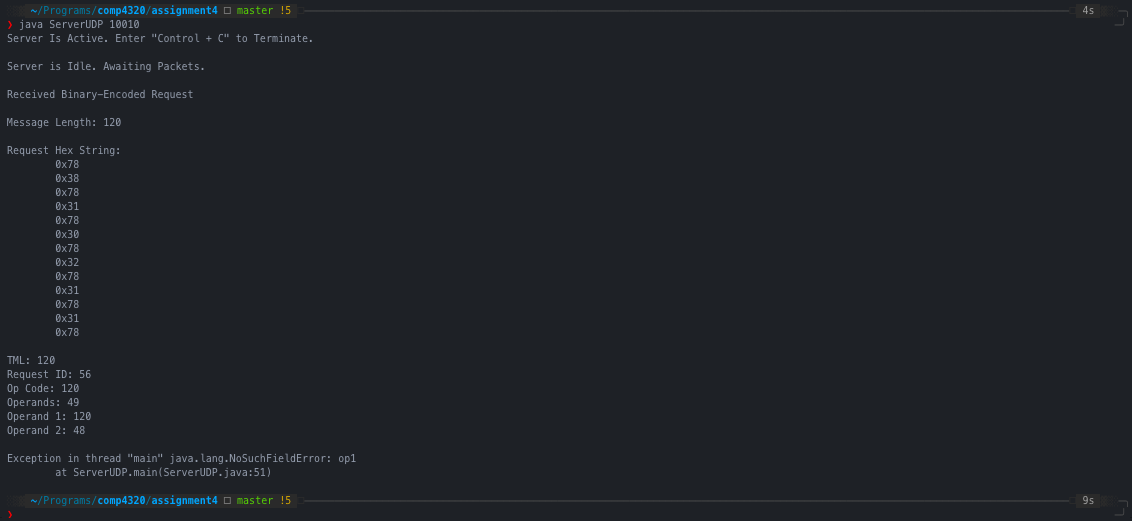 ~/Programs/comp4320/assignment4 □ master !5 4s
❯ java ServerUDP 10010
Server Is Active. Enter "Control + C" to Terminate.
Server is Idle. Awaiting Packets.
Received Binary-Encoded Request
Message Length: 120
Request Hex String:
0x78
0x38
0x78
0x31
0x78
0x30
0x78
0x32
0x78
0x31
0x78
0x31
0x78
TML: 120
Request ID: 56
Op Code: 120
Operands: 49
Operand 1: 120
Operand 2: 48
Exception in thread "main" java.lang.NoSuchFieldError: op1
at ServerUDP.main(ServerUDP.java:51)
~/Programs/comp4320/assignment4 □ master !5 9s
❯